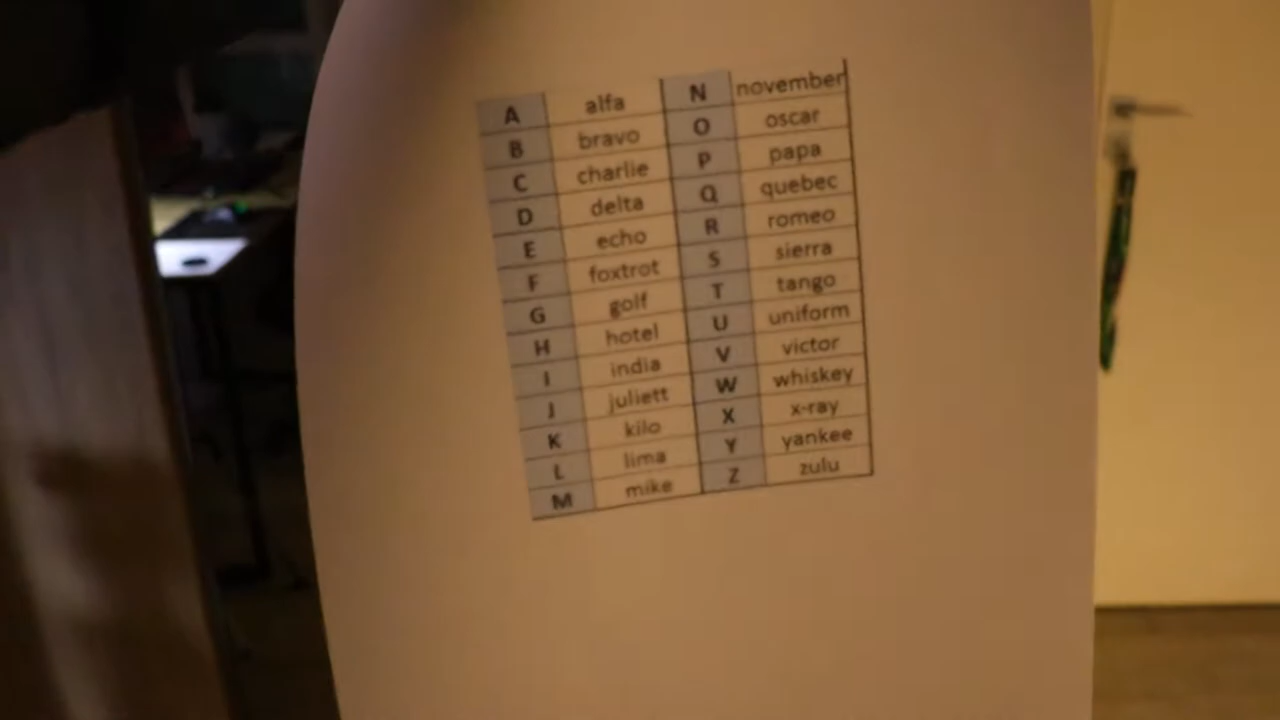 A alfa N november
B bravo O oscar
C charlie P papa
D delta Q quebec
E echo R romeo
F foxtrot S sierra
G golf T tango
H hotel U uniform
I india V victor
J juliett W whiskey
K kilo X x-ray
L lima Y yankee
M mike Z zulu